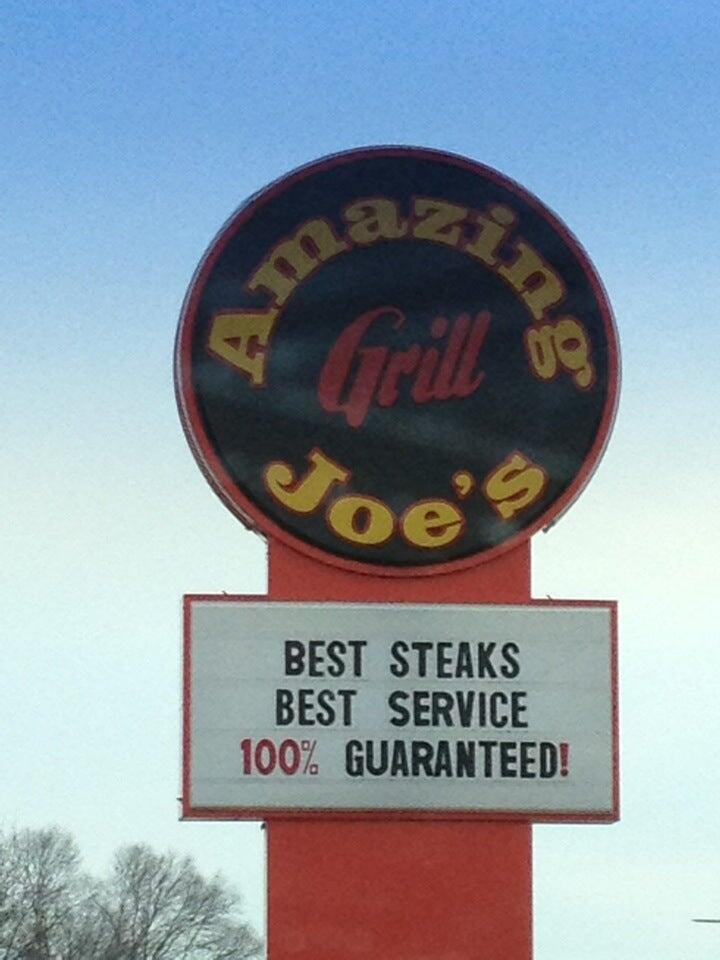 Amazing
Grill
Joe's
BEST STEAKS
BEST SERVICE
100% GUARANTEED!